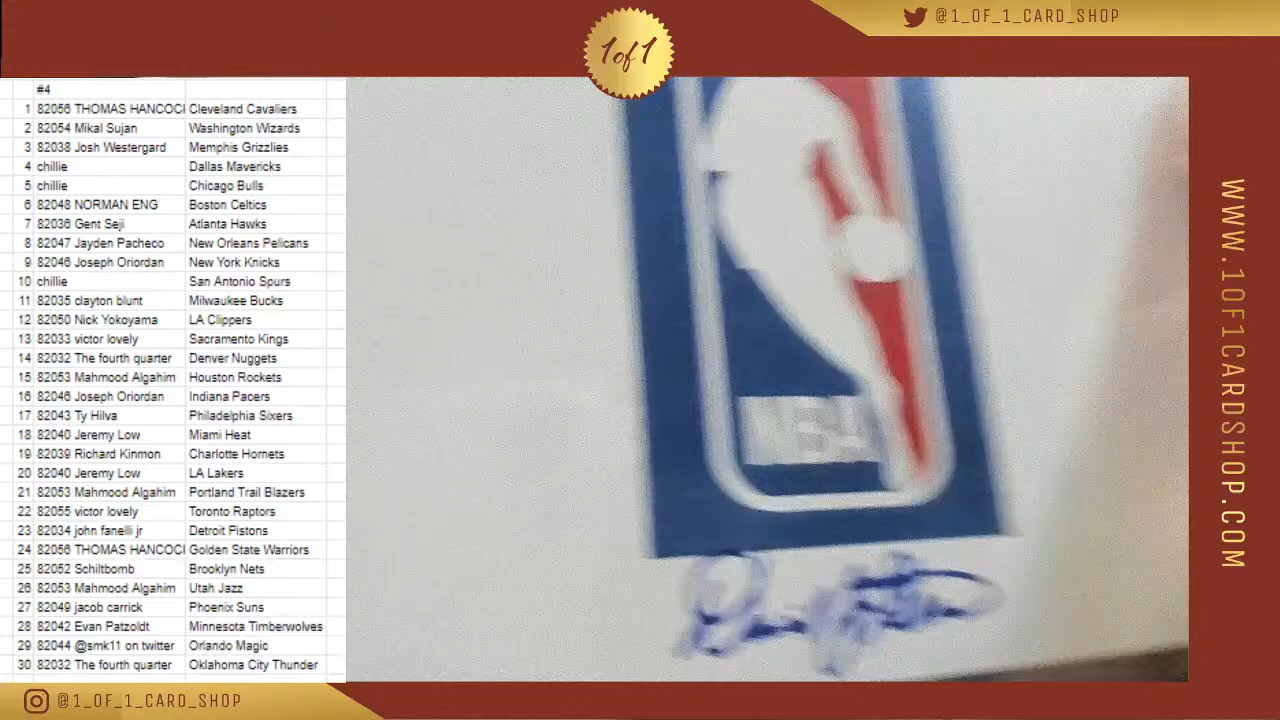 @1_OF_1_CARD_SHOP
1of1
#4
1 82056 THOMAS HANCOCK Cleveland Cavaliers
2 82054 Mikal Sujan Washington Wizards
3 82038 Josh Westergard Memphis Grizzlies
4 chillie Dallas Mavericks
5 chillie Chicago Bulls
6 82048 NORMAN ENG Boston Celtics
7 82036 Gent Seji Atlanta Hawks
8 82047 Jayden Pacheco New Orleans Pelicans
9 82046 Joseph Oriordan New York Knicks
10 chillie San Antonio Spurs
11 82035 clayton blunt Milwaukee Bucks
12 82050 Nick Yokoyama LA Clippers
13 82033 victor lovely Sacramento Kings
14 82032 The fourth quarter Denver Nuggets
15 82053 Mahmood Algahim Houston Rockets
16 82046 Joseph Oriordan Indiana Pacers
17 82043 Ty Hilva Philadelphia Sixers
18 82040 Jeremy Low Miami Heat
19 82039 Richard Kinmon Charlotte Hornets
20 82040 Jeremy Low LA Lakers
21 82053 Mahmood Algahim Portland Trail Blazers
22 82055 victor lovely Toronto Raptors
23 82034 john fanelli jr Detroit Pistons
24 82056 THOMAS HANCOCK Golden State Warriors
25 82052 Schiltbomb Brooklyn Nets
26 82053 Mahmood Algahim Utah Jazz
27 82049 jacob carrick Phoenix Suns
28 82042 Evan Patzoldt Minnesota Timberwolves
29 82044 @smk11 on twitter Orlando Magic
30 82032 The fourth quarter Oklahoma City Thunder
WWW.1OF1CARDSHOP.COM
@1_OF_1_CARD_SHOP